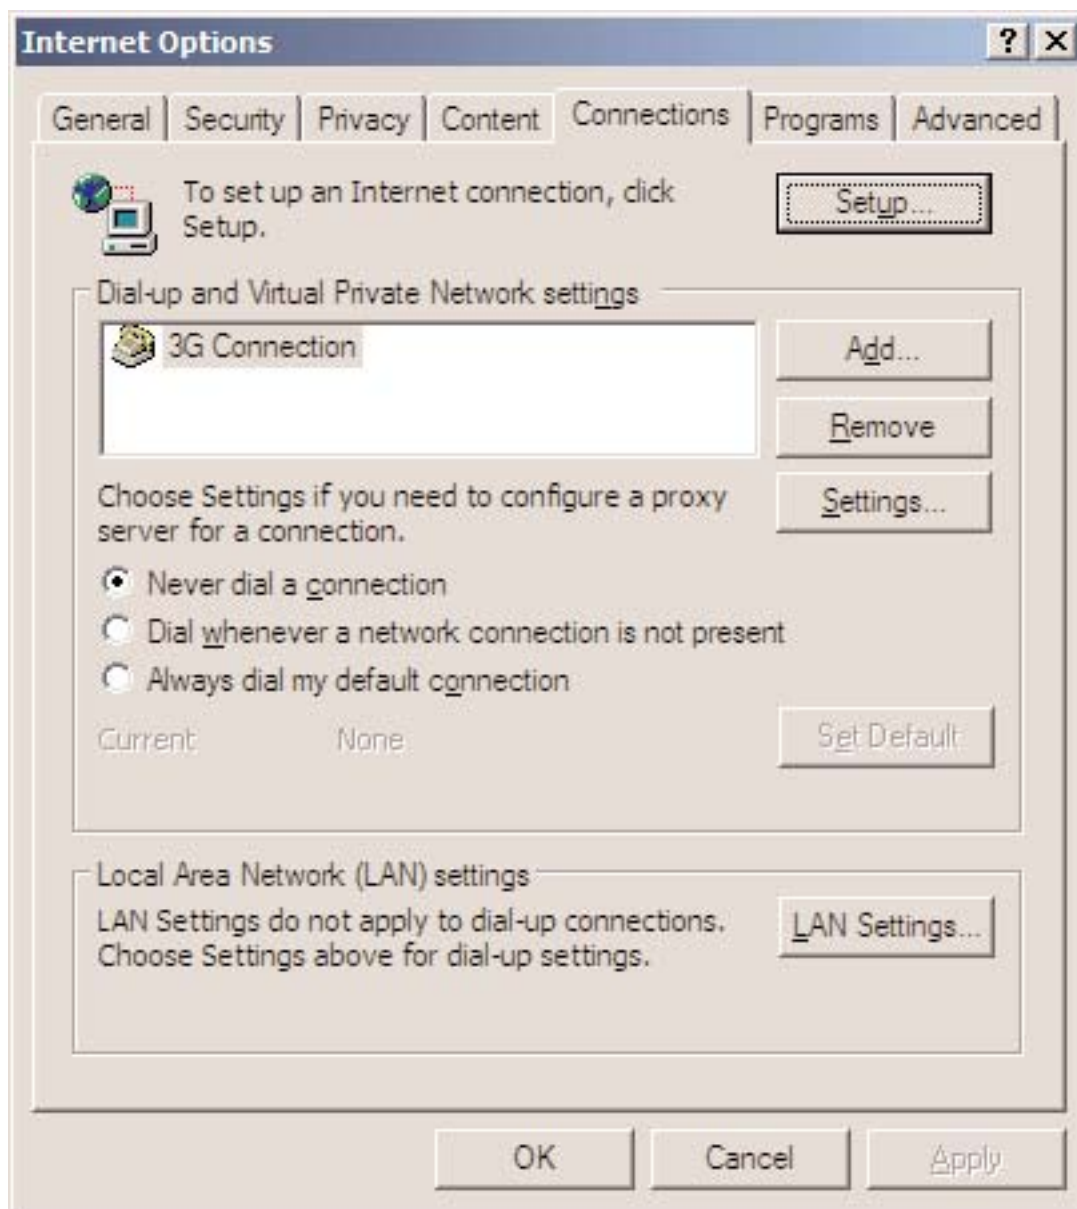 Internet Options
General Security Privacy Content Connections Programs Advanced
To set up an Internet connection, click
Setup.
Setup...
Dial-up and Virtual Private Network settings
3G Connection
Add...
Remove
Choose Settings if you need to configure a proxy
server for a connection.
Settings...
Never dial a connection
Dial whenever a network connection is not present
Always dial my default connection
Current None
Set Default
Local Area Network (LAN) settings
LAN Settings do not apply to dial-up connections.
Choose Settings above for dial-up settings.
LAN Settings...
OK Cancel Apply